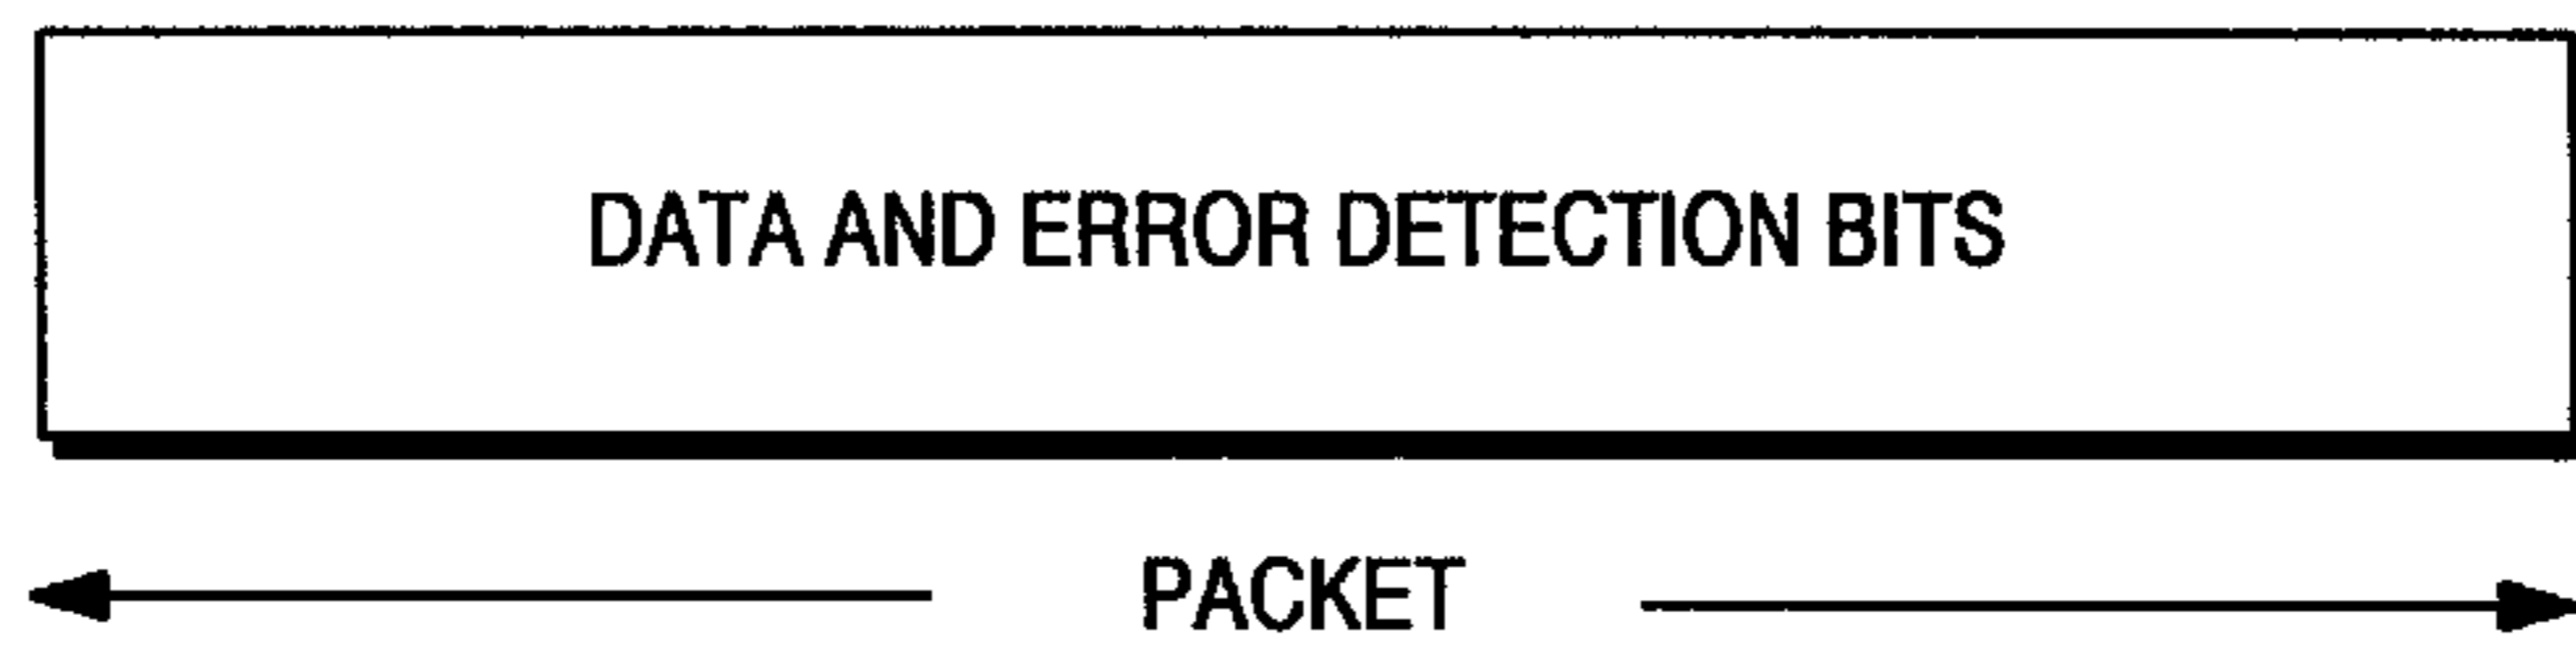 DATA AND ERROR DETECTION BITS
PACKET